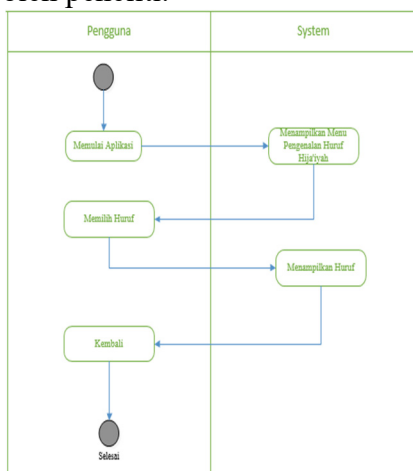 Pengguna
System
Memulai Aplikasi
Menampilkan Menu
Pengenalan Huruf
Hija'iyah
Memilih Huruf
Menampilkan Huruf
Kembali
Selesai